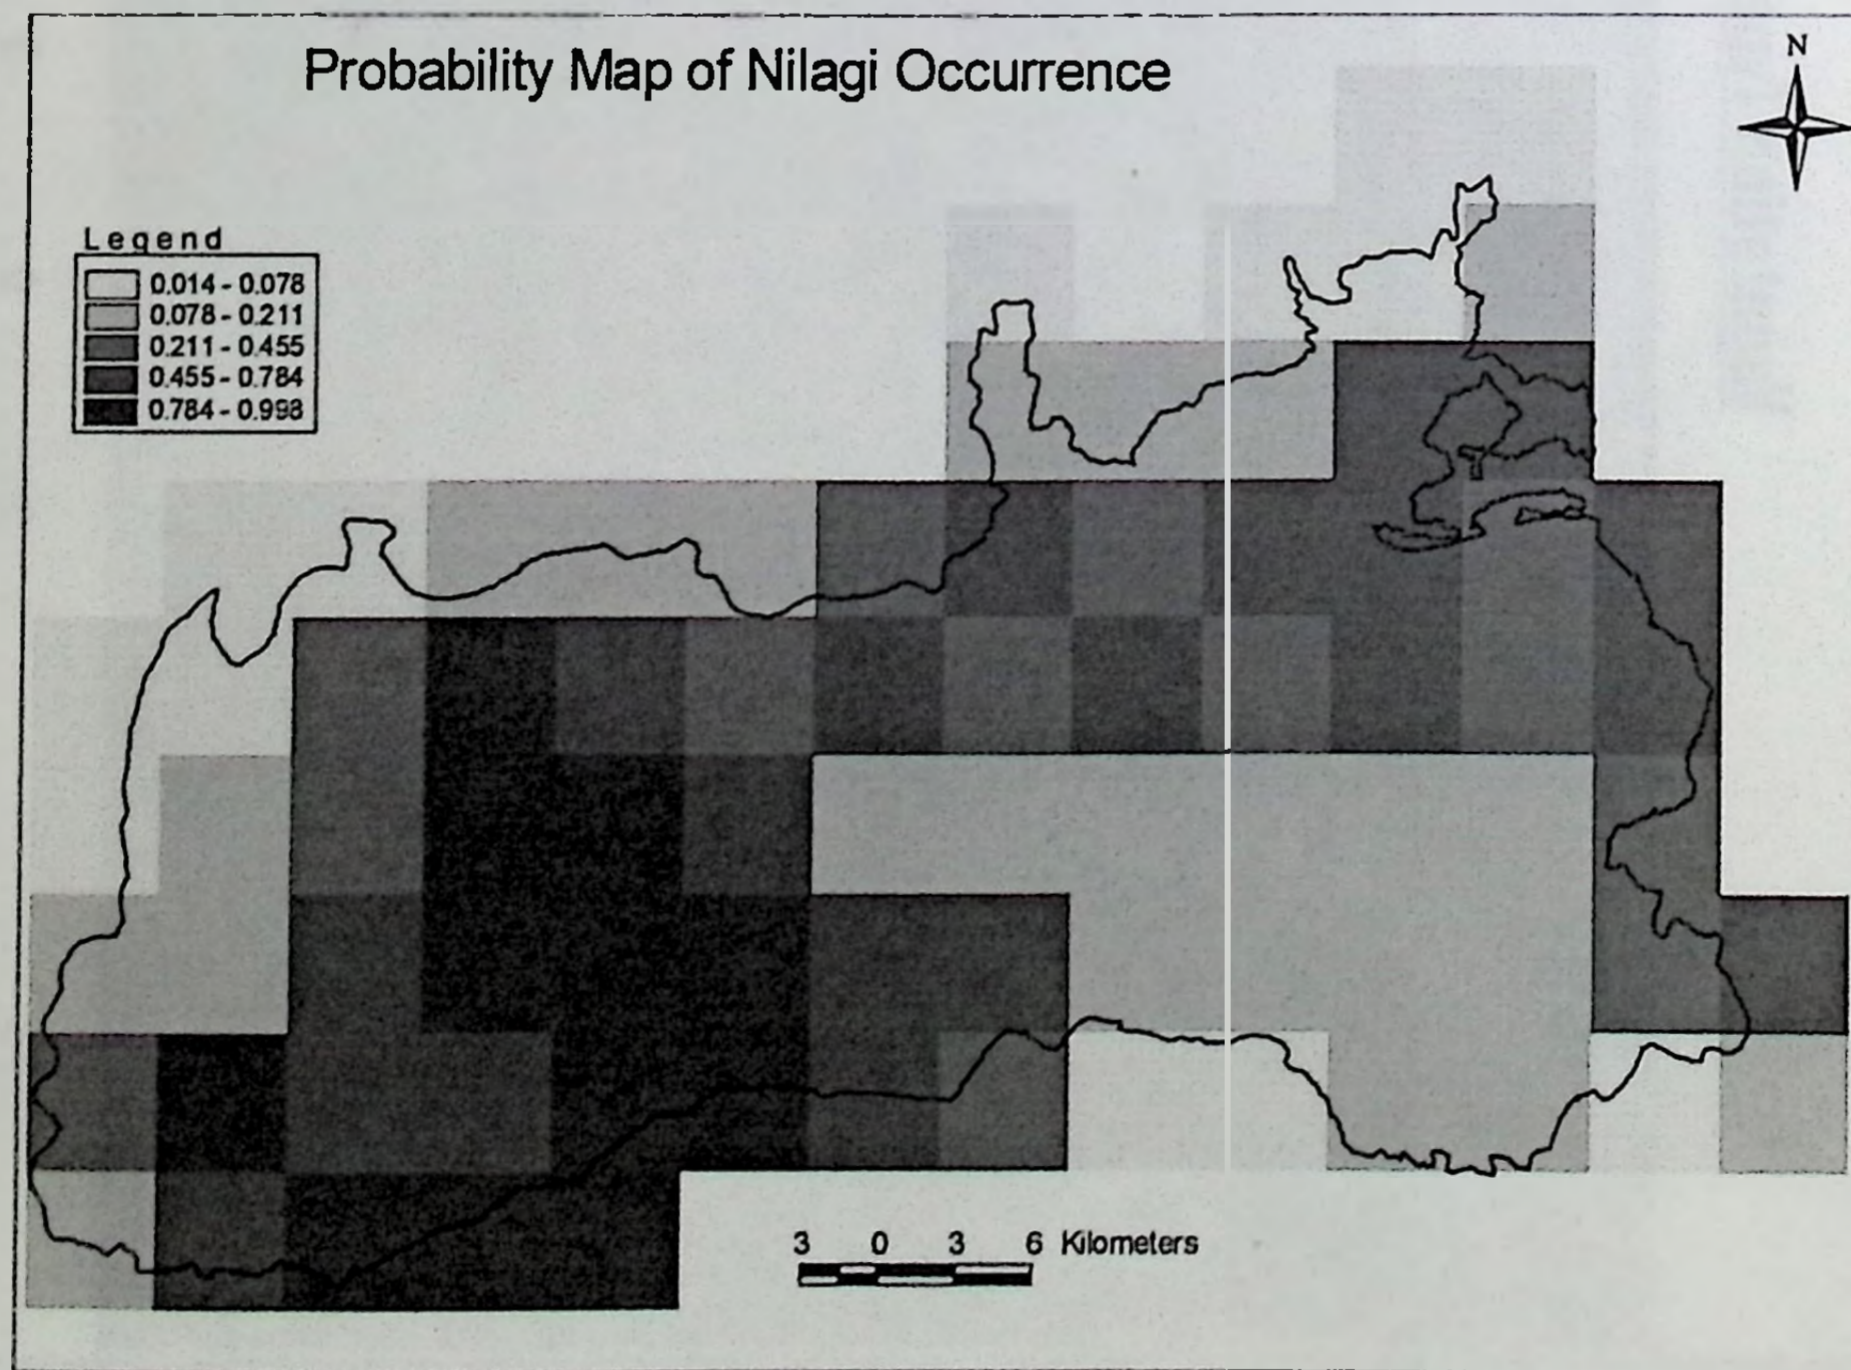 Probability Map of Nilagi Occurrence
N
Legend
0.014 - 0.078
0.078 - 0.211
0.211 - 0.455
0.455 - 0.784
0.784 - 0.998
3 0 3 6 Kilometers